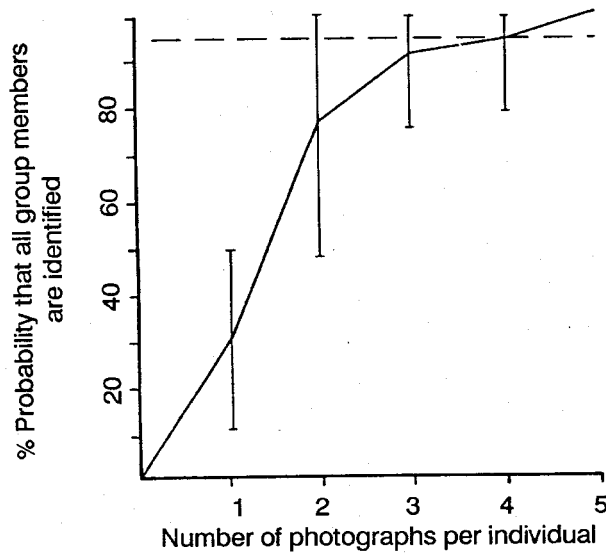 % Probability that all group members
are identified
80
60
40
20
1 2 3 4 5
Number of photographs per individual